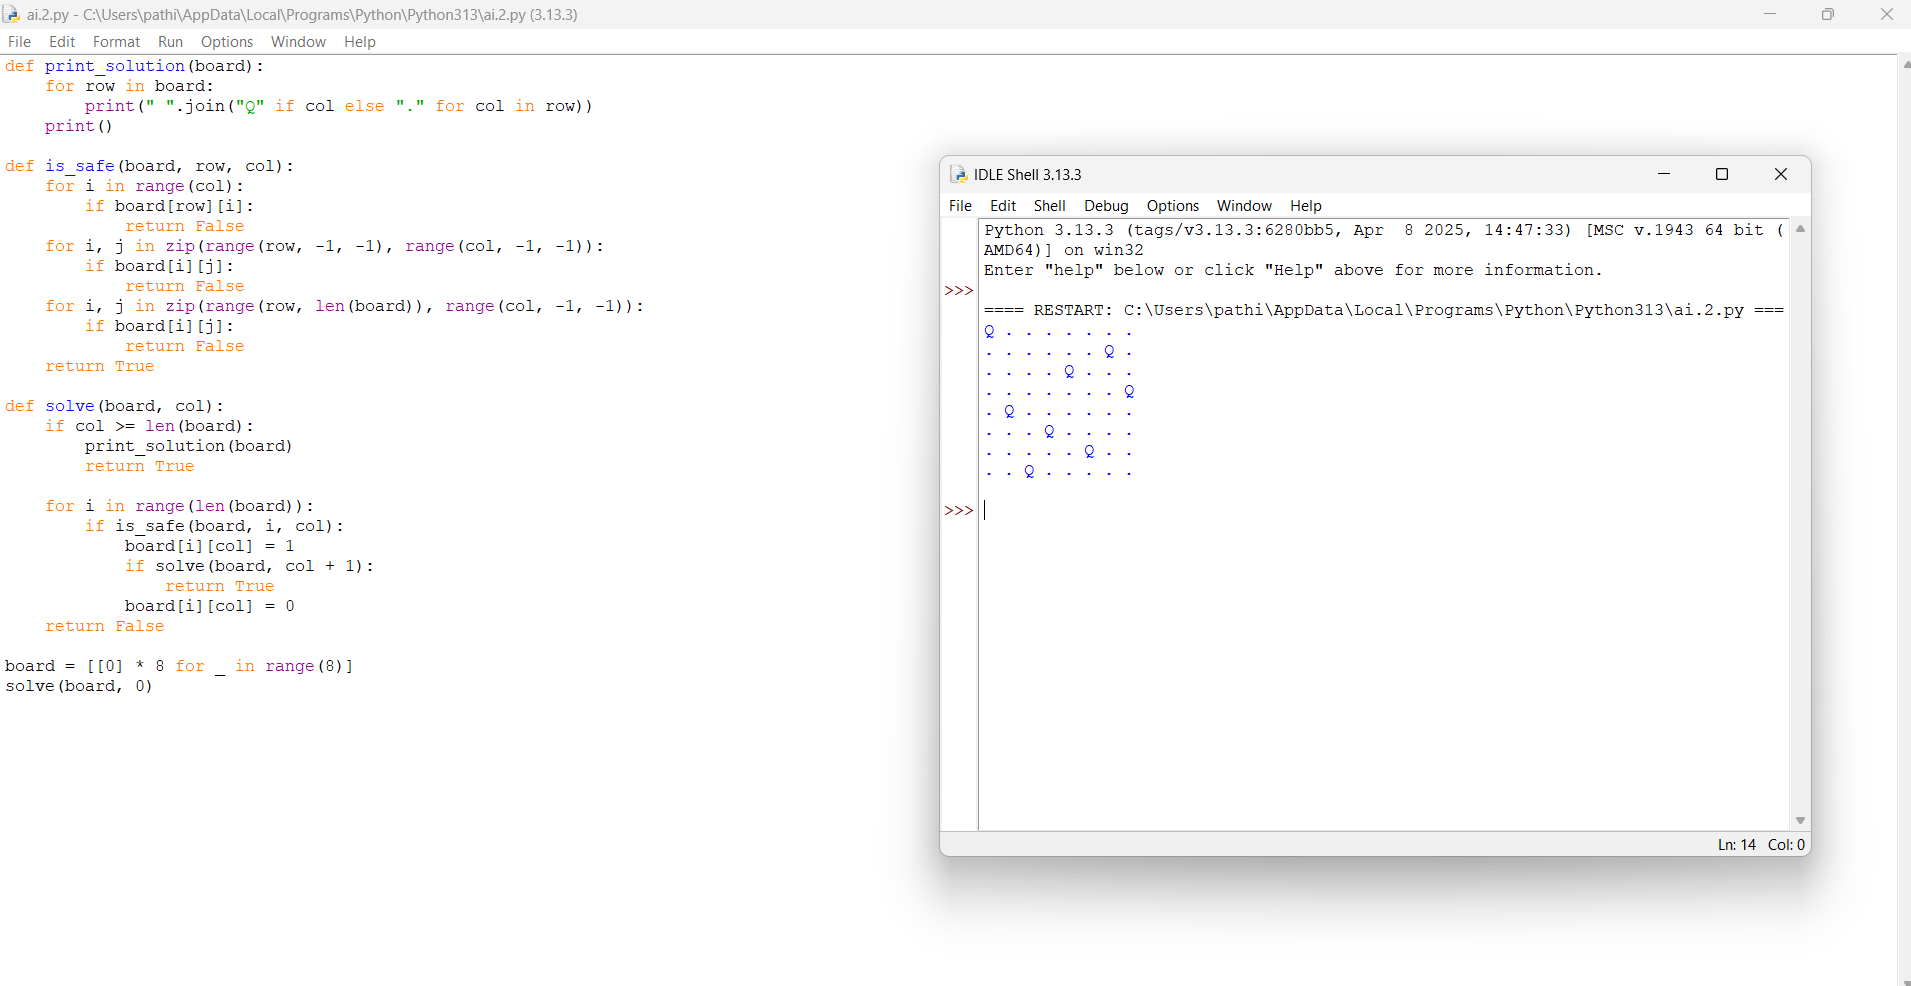 ai.2.py - C:\Users\pathi\AppData\Local\Programs\Python\Python313\ai.2.py (3.13.3)
File Edit Format Run Options Window Help
def print_solution(board):
    for row in board:
        print(" ".join("Q" if col else "." for col in row))
    print()

def is_safe(board, row, col):
    for i in range(col):
        if board[row][i]:
            return False
    for i, j in zip(range(row, -1, -1), range(col, -1, -1)):
        if board[i][j]:
            return False
    for i, j in zip(range(row, len(board)), range(col, -1, -1)):
        if board[i][j]:
            return False
    return True

def solve(board, col):
    if col >= len(board):
        print_solution(board)
        return True

    for i in range(len(board)):
        if is_safe(board, i, col):
            board[i][col] = 1
            if solve(board, col + 1):
                return True
            board[i][col] = 0
    return False

board = [[0] * 8 for _ in range(8)]
solve(board, 0)

IDLE Shell 3.13.3
File Edit Shell Debug Options Window Help
Python 3.13.3 (tags/v3.13.3:6280bb5, Apr  8 2025, 14:47:33) [MSC v.1943 64 bit (
AMD64)] on win32
Enter "help" below or click "Help" above for more information.
>>>
==== RESTART: C:\Users\pathi\AppData\Local\Programs\Python\Python313\ai.2.py ===
Q . . . . . . .
. . . . . . Q .
. . . . Q . . .
. . . . . . . Q
. Q . . . . . .
. . . Q . . . .
. . . . . Q . .
. . Q . . . . .

>>>
Ln: 14 Col: 0